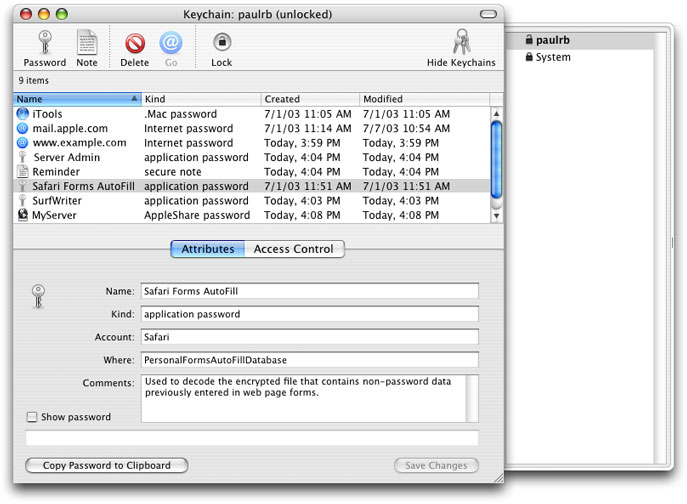 Keychain: paulrb (unlocked)
Password Note Delete Go Lock Hide Keychains
9 items
Name Kind Created Modified
iTools .Mac password 7/1/03 11:05 AM 7/1/03 11:05 AM
mail.apple.com Internet password 7/1/03 11:14 AM 7/7/03 10:54 AM
www.example.com Internet password Today, 3:59 PM Today, 3:59 PM
Server Admin application password Today, 4:04 PM Today, 4:04 PM
Reminder secure note Today, 4:04 PM Today, 4:04 PM
Safari Forms AutoFill application password 7/1/03 11:51 AM 7/1/03 11:51 AM
SurfWriter application password Today, 4:03 PM Today, 4:03 PM
MyServer AppleShare password Today, 4:08 PM Today, 4:08 PM
Attributes Access Control
Name: Safari Forms AutoFill
Kind: application password
Account: Safari
Where: PersonalFormsAutoFillDatabase
Comments: Used to decode the encrypted file that contains non-password data
previously entered in web page forms.
Show password
Copy Password to Clipboard Save Changes
paulrb
System